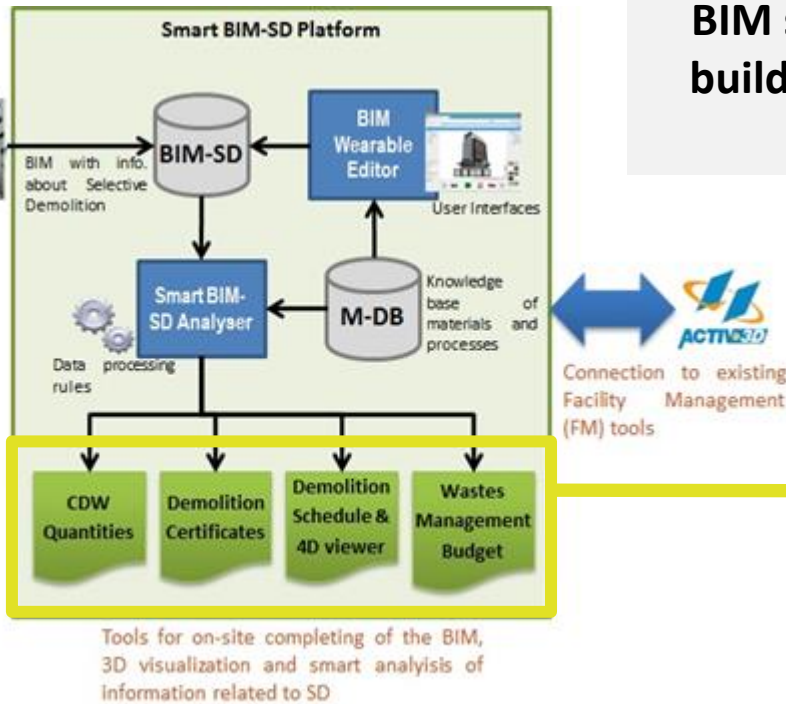 Smart BIM-SD Platform
BIM
build
BIM-SD
BIM with info.
about Selective
Demolition
BIM
Wearable
Editor
User Interfaces
Smart BIM-
SD Analyser
Data processing
rules
M-DB
Knowledge
base of
materials and
processes
ACTIV3D
Connection to existing
Facility Management
(FM) tools
CDW
Quantities
Demolition
Certificates
Demolition
Schedule &
4D viewer
Wastes
Management
Budget
Tools for on-site completing of the BIM,
3D visualization and smart analyisis of
information related to SD